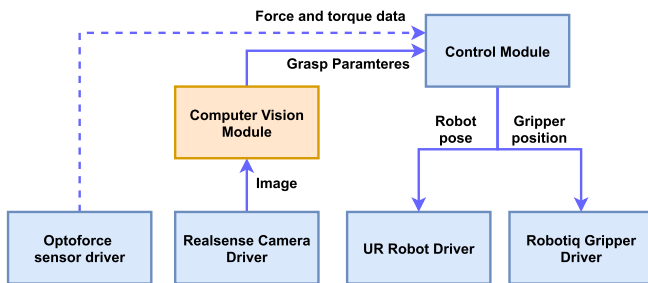 Force and torque data
Control Module
Grasp Paramteres
Computer Vision
Module
Robot
pose
Gripper
position
Image
Optoforce
sensor driver
Realsense Camera
Driver
UR Robot Driver
Robotiq Gripper
Driver